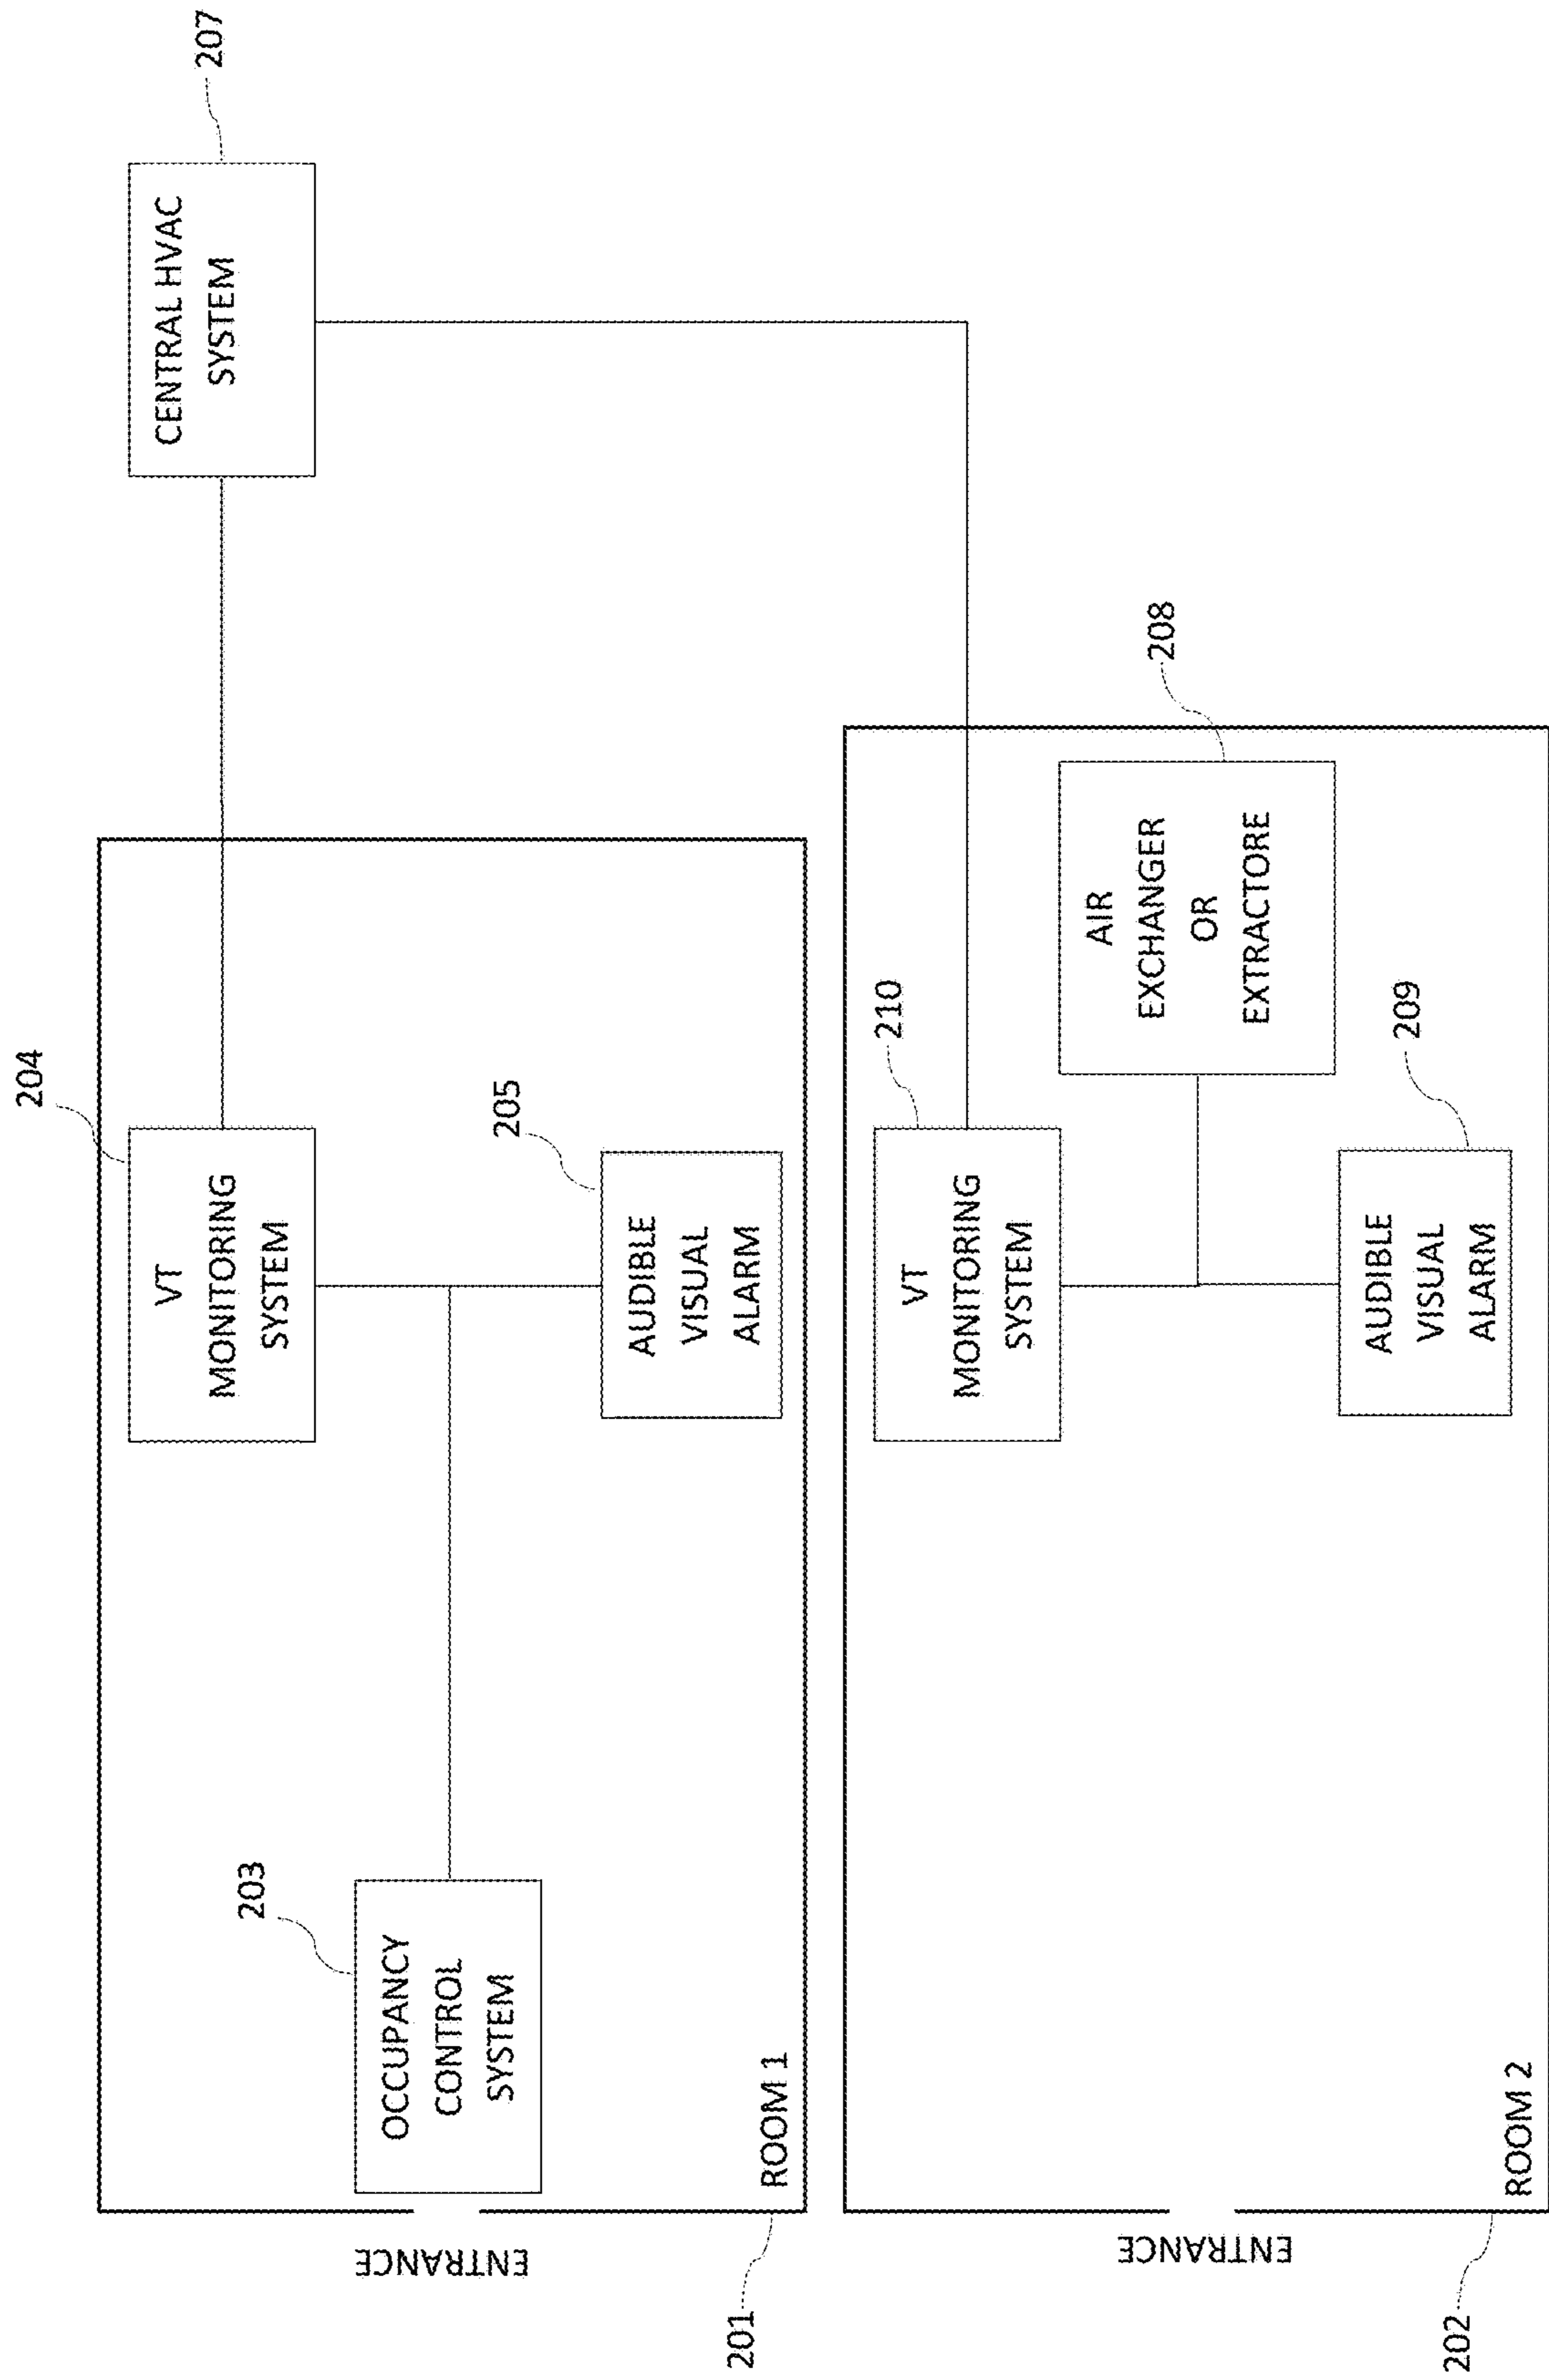 207
CENTRAL HVAC
SYSTEM
204
VT
MONITORING
SYSTEM
205
AUDIBLE
VISUAL
ALARM
203
OCCUPANCY
CONTROL
SYSTEM
ROOM 1
ENTRANCE
201
208
AIR
EXCHANGER
OR
EXTRACTORE
210
VT
MONITORING
SYSTEM
209
AUDIBLE
VISUAL
ALARM
ROOM 2
ENTRANCE
202